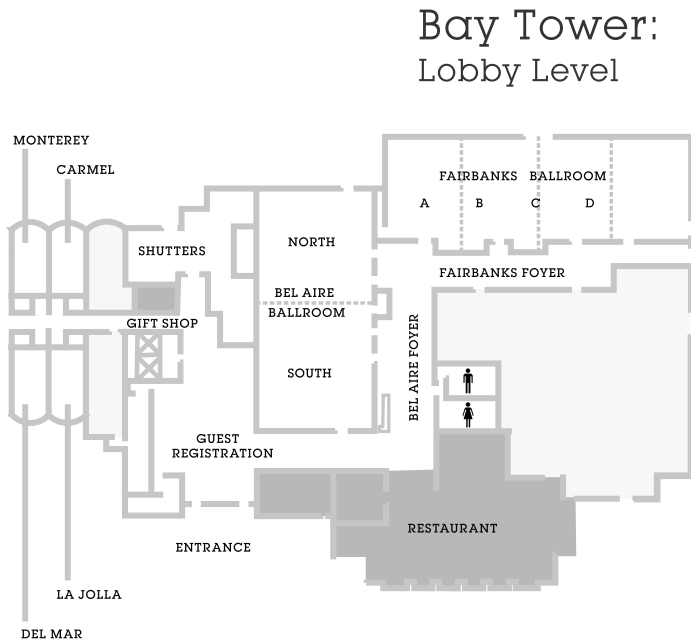 Bay Tower:
Lobby Level
MONTEREY
CARMEL
FAIRBANKS BALLROOM
A B C D
SHUTTERS
NORTH
FAIRBANKS FOYER
BEL AIRE
BALLROOM
GIFT SHOP
BEL AIRE FOYER
SOUTH
GUEST
REGISTRATION
RESTAURANT
ENTRANCE
LA JOLLA
DEL MAR